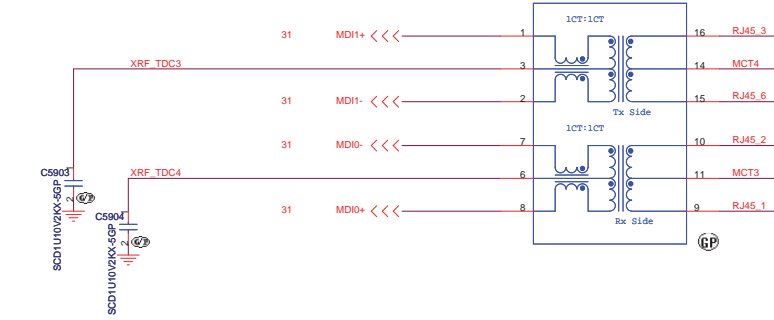 1CT:1CT
31 MDI1+ 1 16 RJ45_3
XRF_TDC3 3 14 MCT4
31 MDI1- 2 15 RJ45_6
Tx Side
1CT:1CT
31 MDI0- 7 10 RJ45_2
XRF_TDC4 6 11 MCT3
31 MDI0+ 8 9 RJ45_1
Rx Side
C5903
2
SCD1U10V2KX-5GP
C5904
2
SCD1U10V2KX-5GP
GP